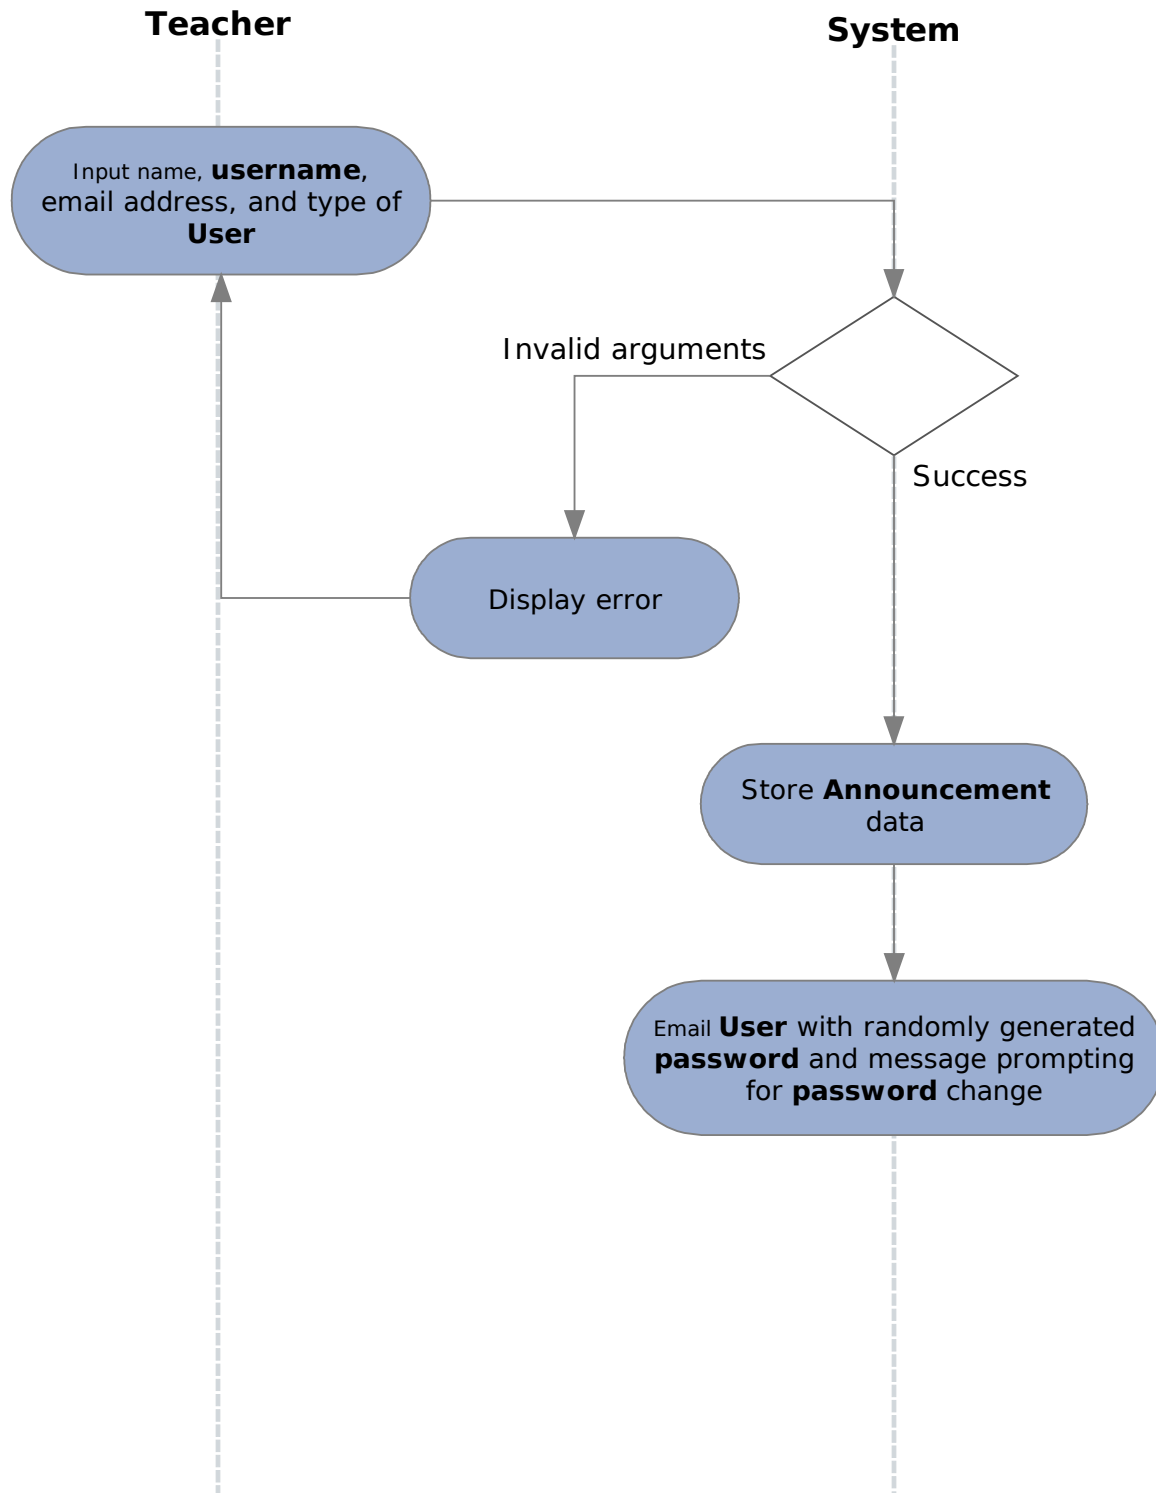 Teacher
System
Input name, username,
email address, and type of
User
Invalid arguments
Success
Display error
Store Announcement
data
Email User with randomly generated
password and message prompting
for password change